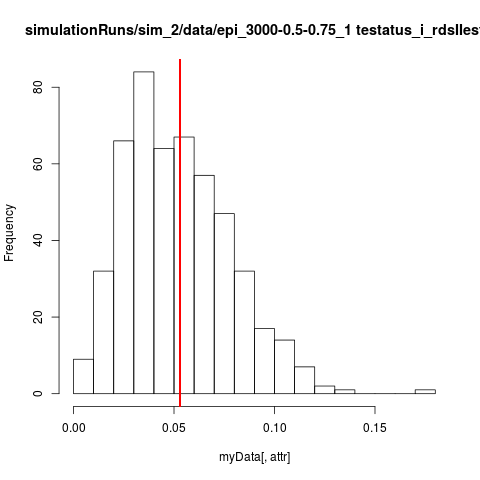 simulationRuns/sim_2/data/epi_3000-0.5-0.75_1 testatus_i_rdsllest
Frequency
80
60
40
20
0
0.00 0.05 0.10 0.15
myData[, attr]